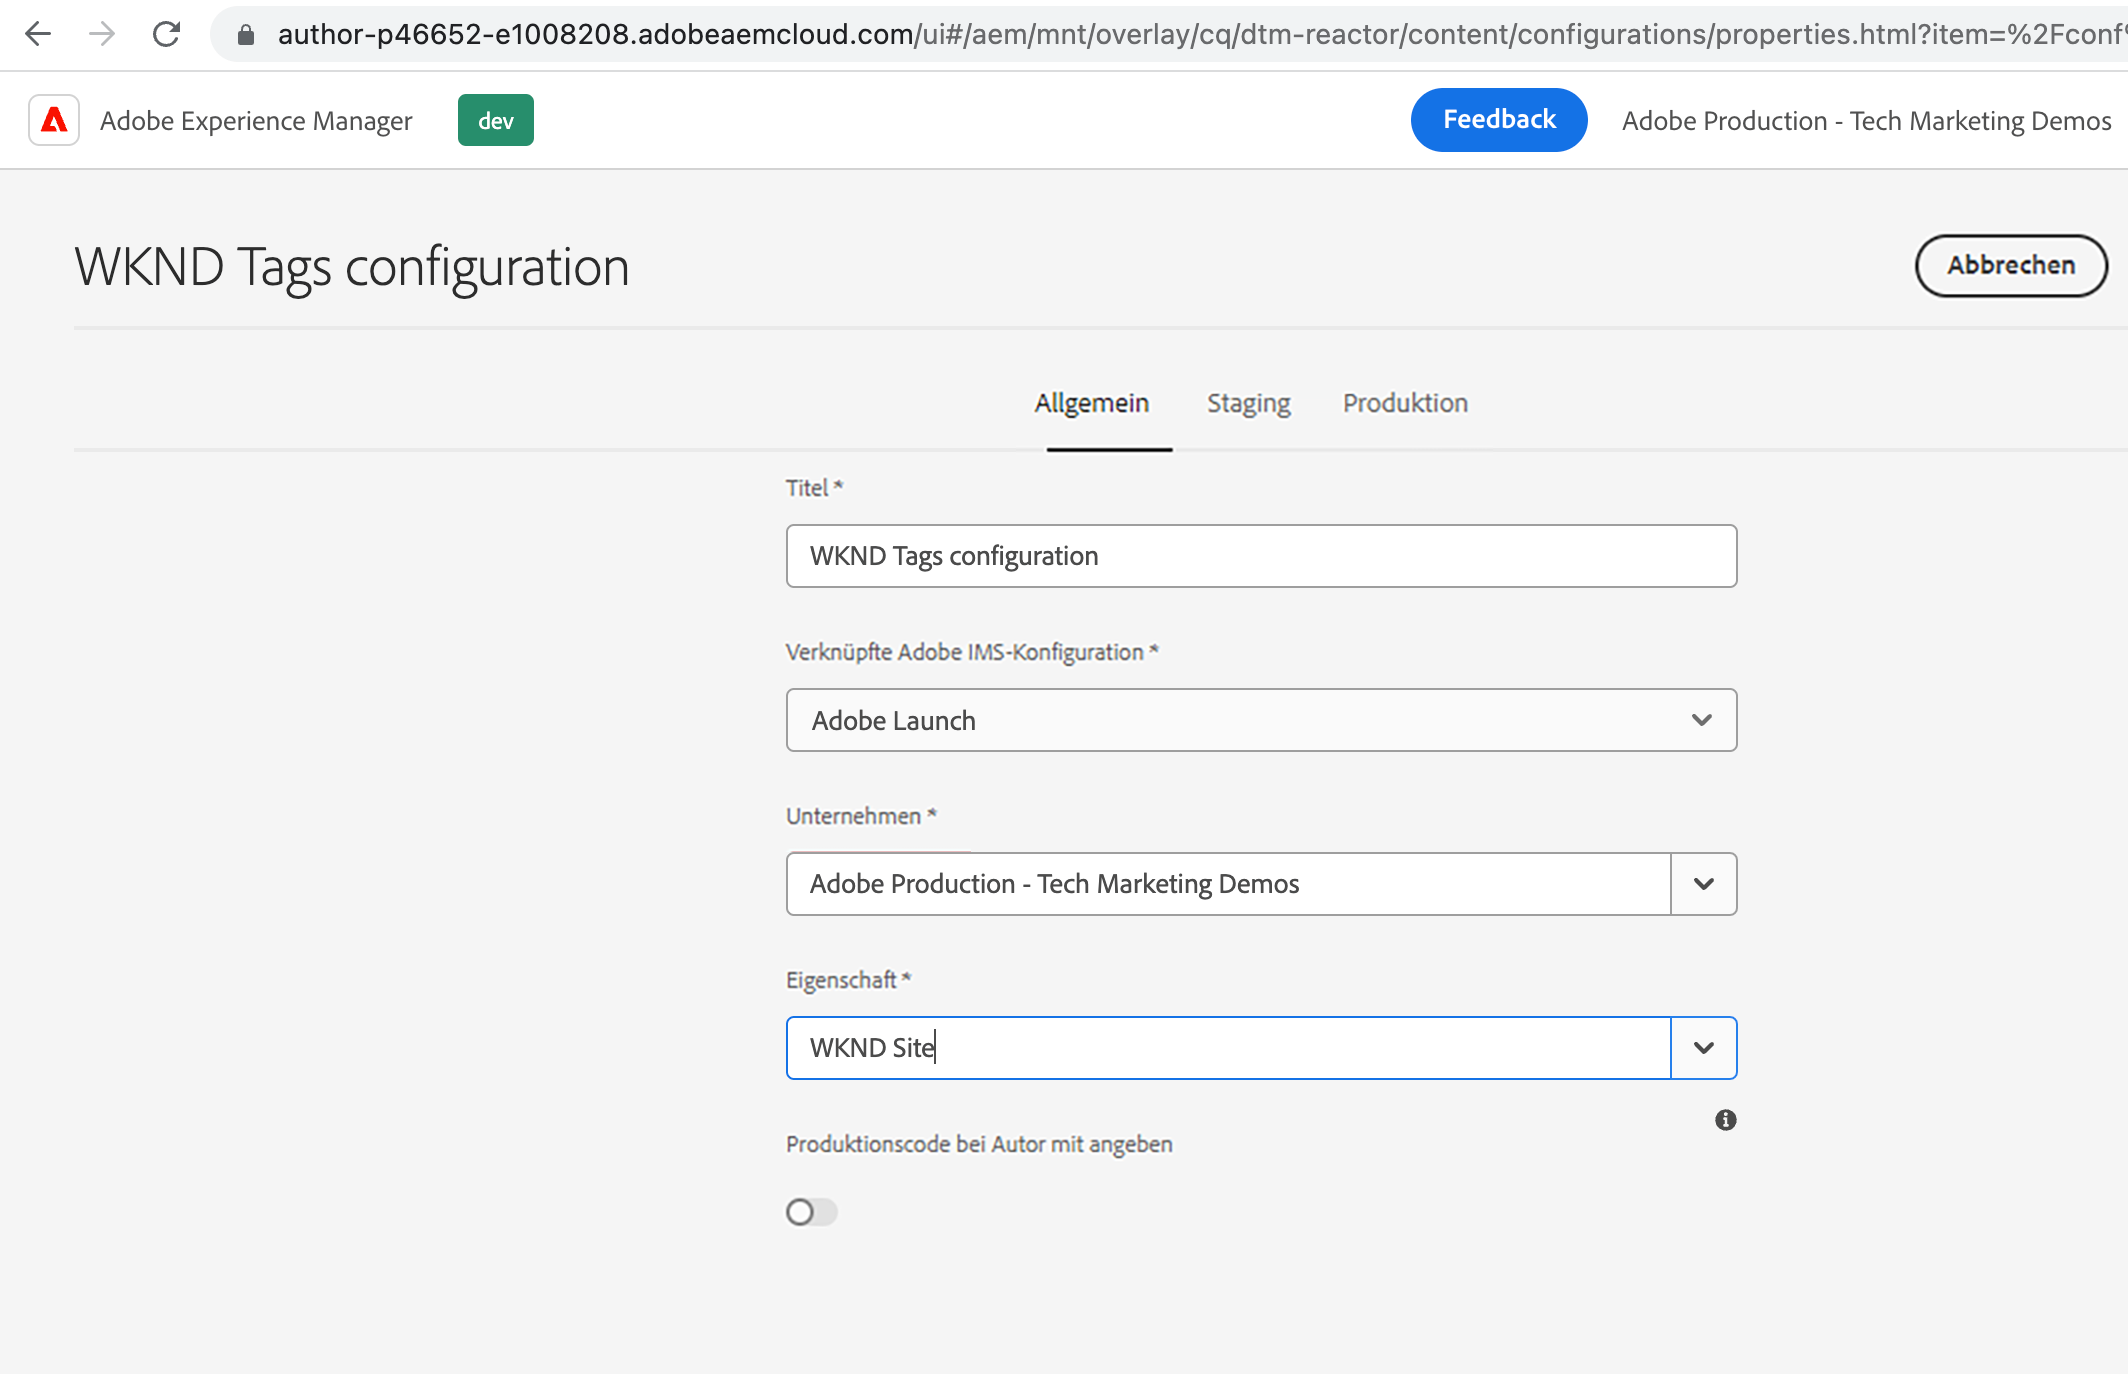 author-p46652-e1008208.adobeaemcloud.com/ui#/aem/mnt/overlay/cq/dtm-reactor/content/configurations/properties.html?item=%2Fconf
Adobe Experience Manager
dev
Feedback
Adobe Production - Tech Marketing Demos
WKND Tags configuration
Abbrechen
Allgemein
Staging
Produktion
Titel *
WKND Tags configuration
Verknüpfte Adobe IMS-Konfiguration *
Adobe Launch
Unternehmen *
Adobe Production - Tech Marketing Demos
Eigenschaft *
WKND Site
Produktionscode bei Autor mit angeben